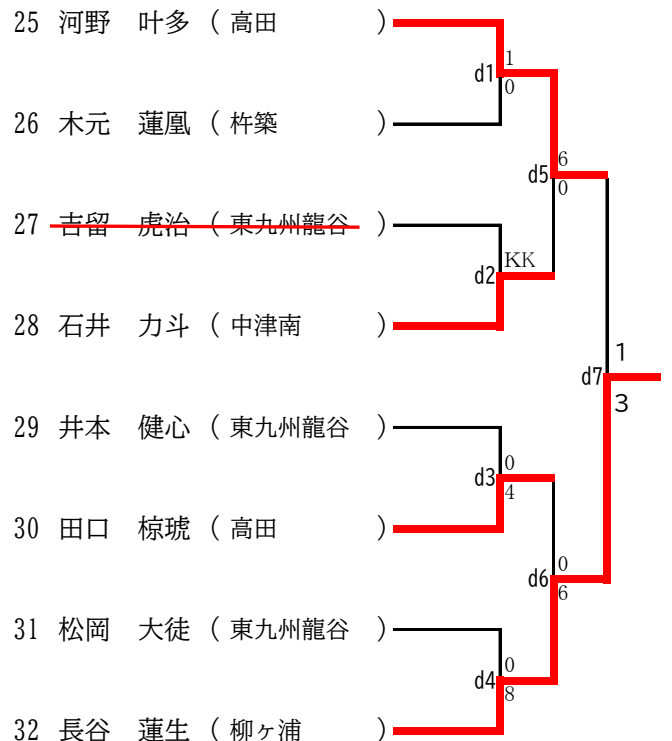 25 河野 叶多 ( 高田 )
1
d1
0
26 木元 蓮凰 ( 杵築 )
6
d5
0
27 吉留 虎治 ( 東九州龍谷 )
KK
d2
28 石井 力斗 ( 中津南 )
1
d7
3
29 井本 健心 ( 東九州龍谷 )
0
d3
4
30 田口 椋琥 ( 高田 )
0
d6
6
31 松岡 大徒 ( 東九州龍谷 )
0
d4
8
32 長谷 蓮生 ( 柳ヶ浦 )